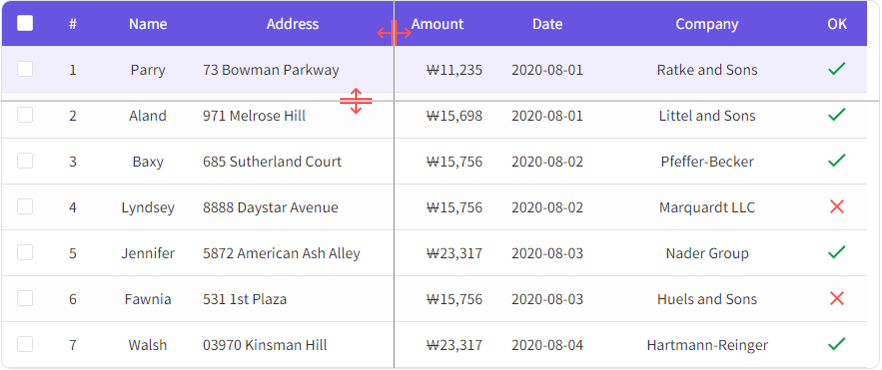 # Name Address Amount Date Company OK
1 Parry 73 Bowman Parkway ₩11,235 2020-08-01 Ratke and Sons
2 Aland 971 Melrose Hill ₩15,698 2020-08-01 Littel and Sons
3 Baxy 685 Sutherland Court ₩15,756 2020-08-02 Pfeffer-Becker
4 Lyndsey 8888 Daystar Avenue ₩15,756 2020-08-02 Marquardt LLC
5 Jennifer 5872 American Ash Alley ₩23,317 2020-08-03 Nader Group
6 Fawnia 531 1st Plaza ₩15,756 2020-08-03 Huels and Sons
7 Walsh 03970 Kinsman Hill ₩23,317 2020-08-04 Hartmann-Reinger